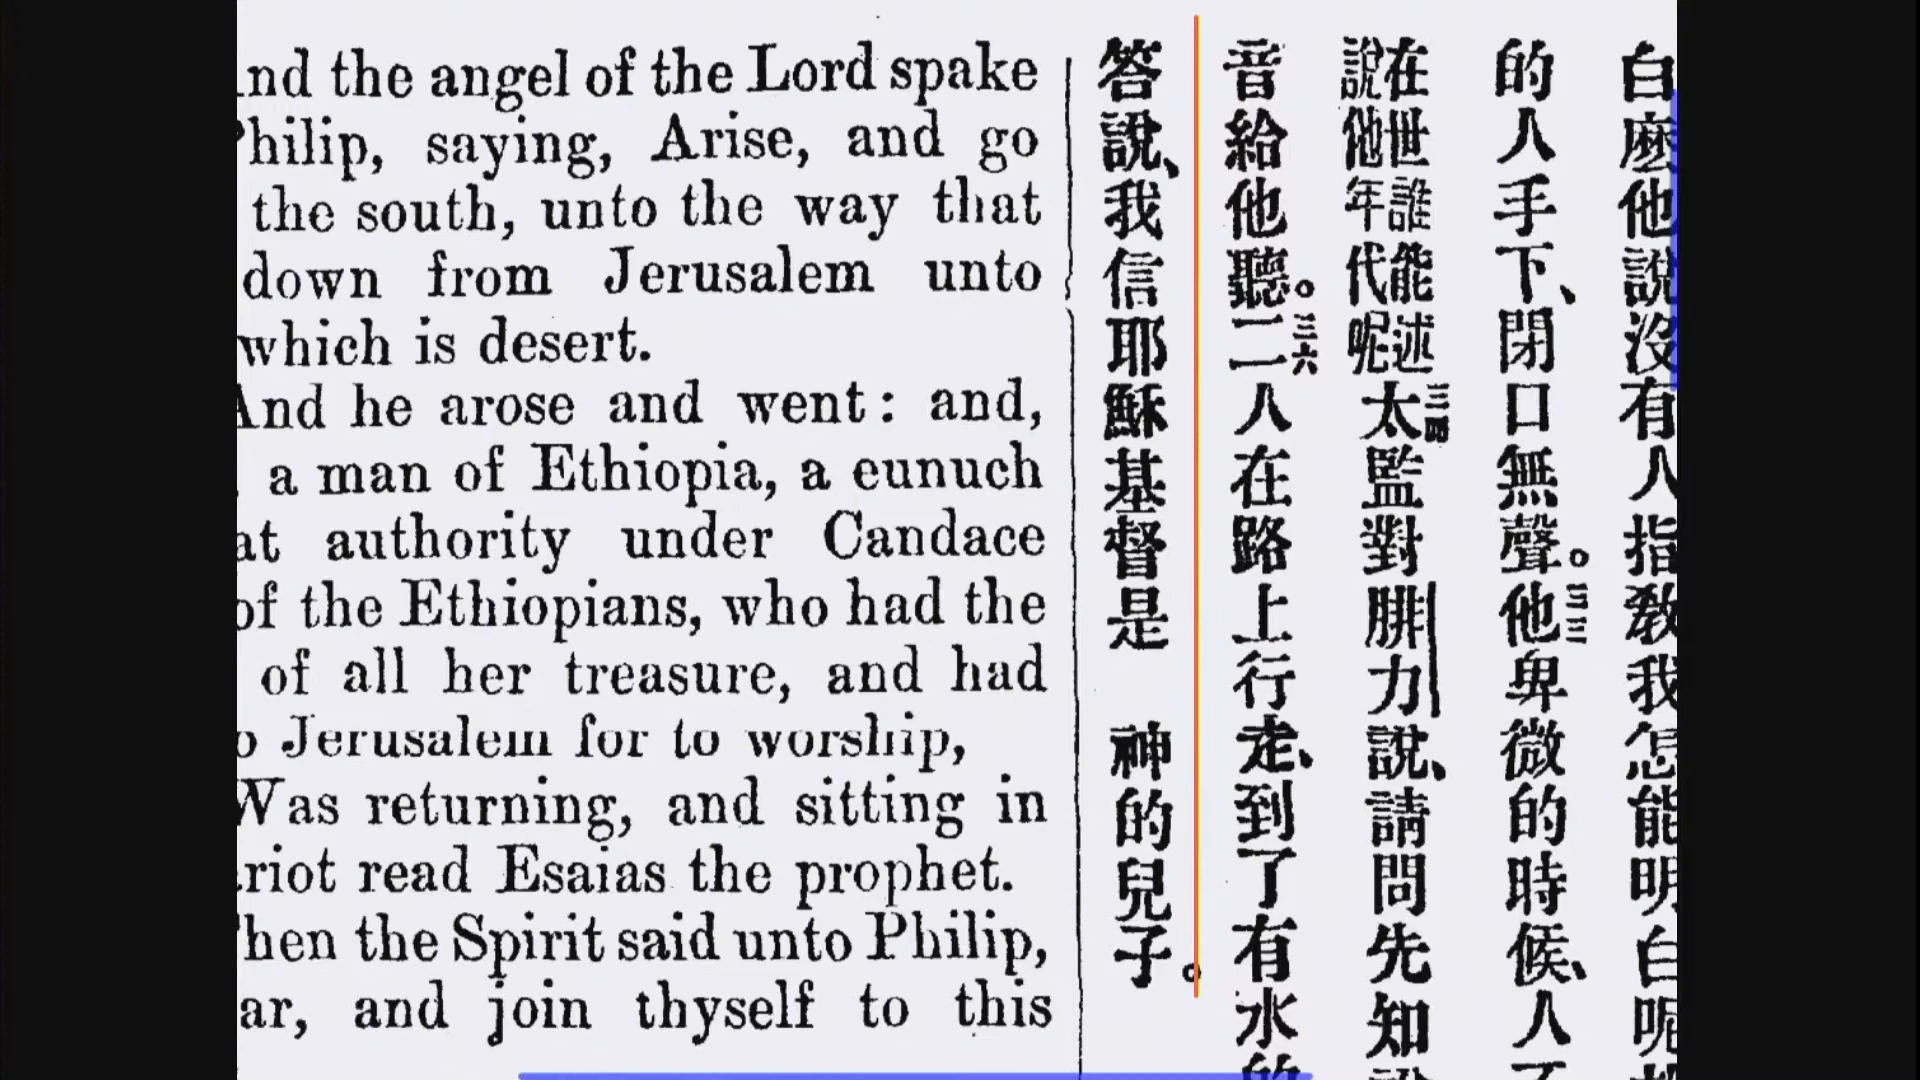 nd the angel of the Lord spake
hilip, saying, Arise, and go
the south, unto the way that
down from Jerusalem unto
which is desert.
And he arose and went: and,
a man of Ethiopia, a eunuch
at authority under Candace
of the Ethiopians, who had the
of all her treasure, and had
o Jerusalem for to worship,
Was returning, and sitting in
riot read Esaias the prophet.
hen the Spirit said unto Philip,
ar, and join thyself to this
白麽他說沒有人指教我怎能明白呢
的人手下、閉口無聲。三三他卑微的時候、人
在世誰能述
說他年代呢
三四太監對腓力說、請問先知
音給他聽。三六二人在路上行走、到了有水的
答說、我信耶穌基督是 神的兒子。